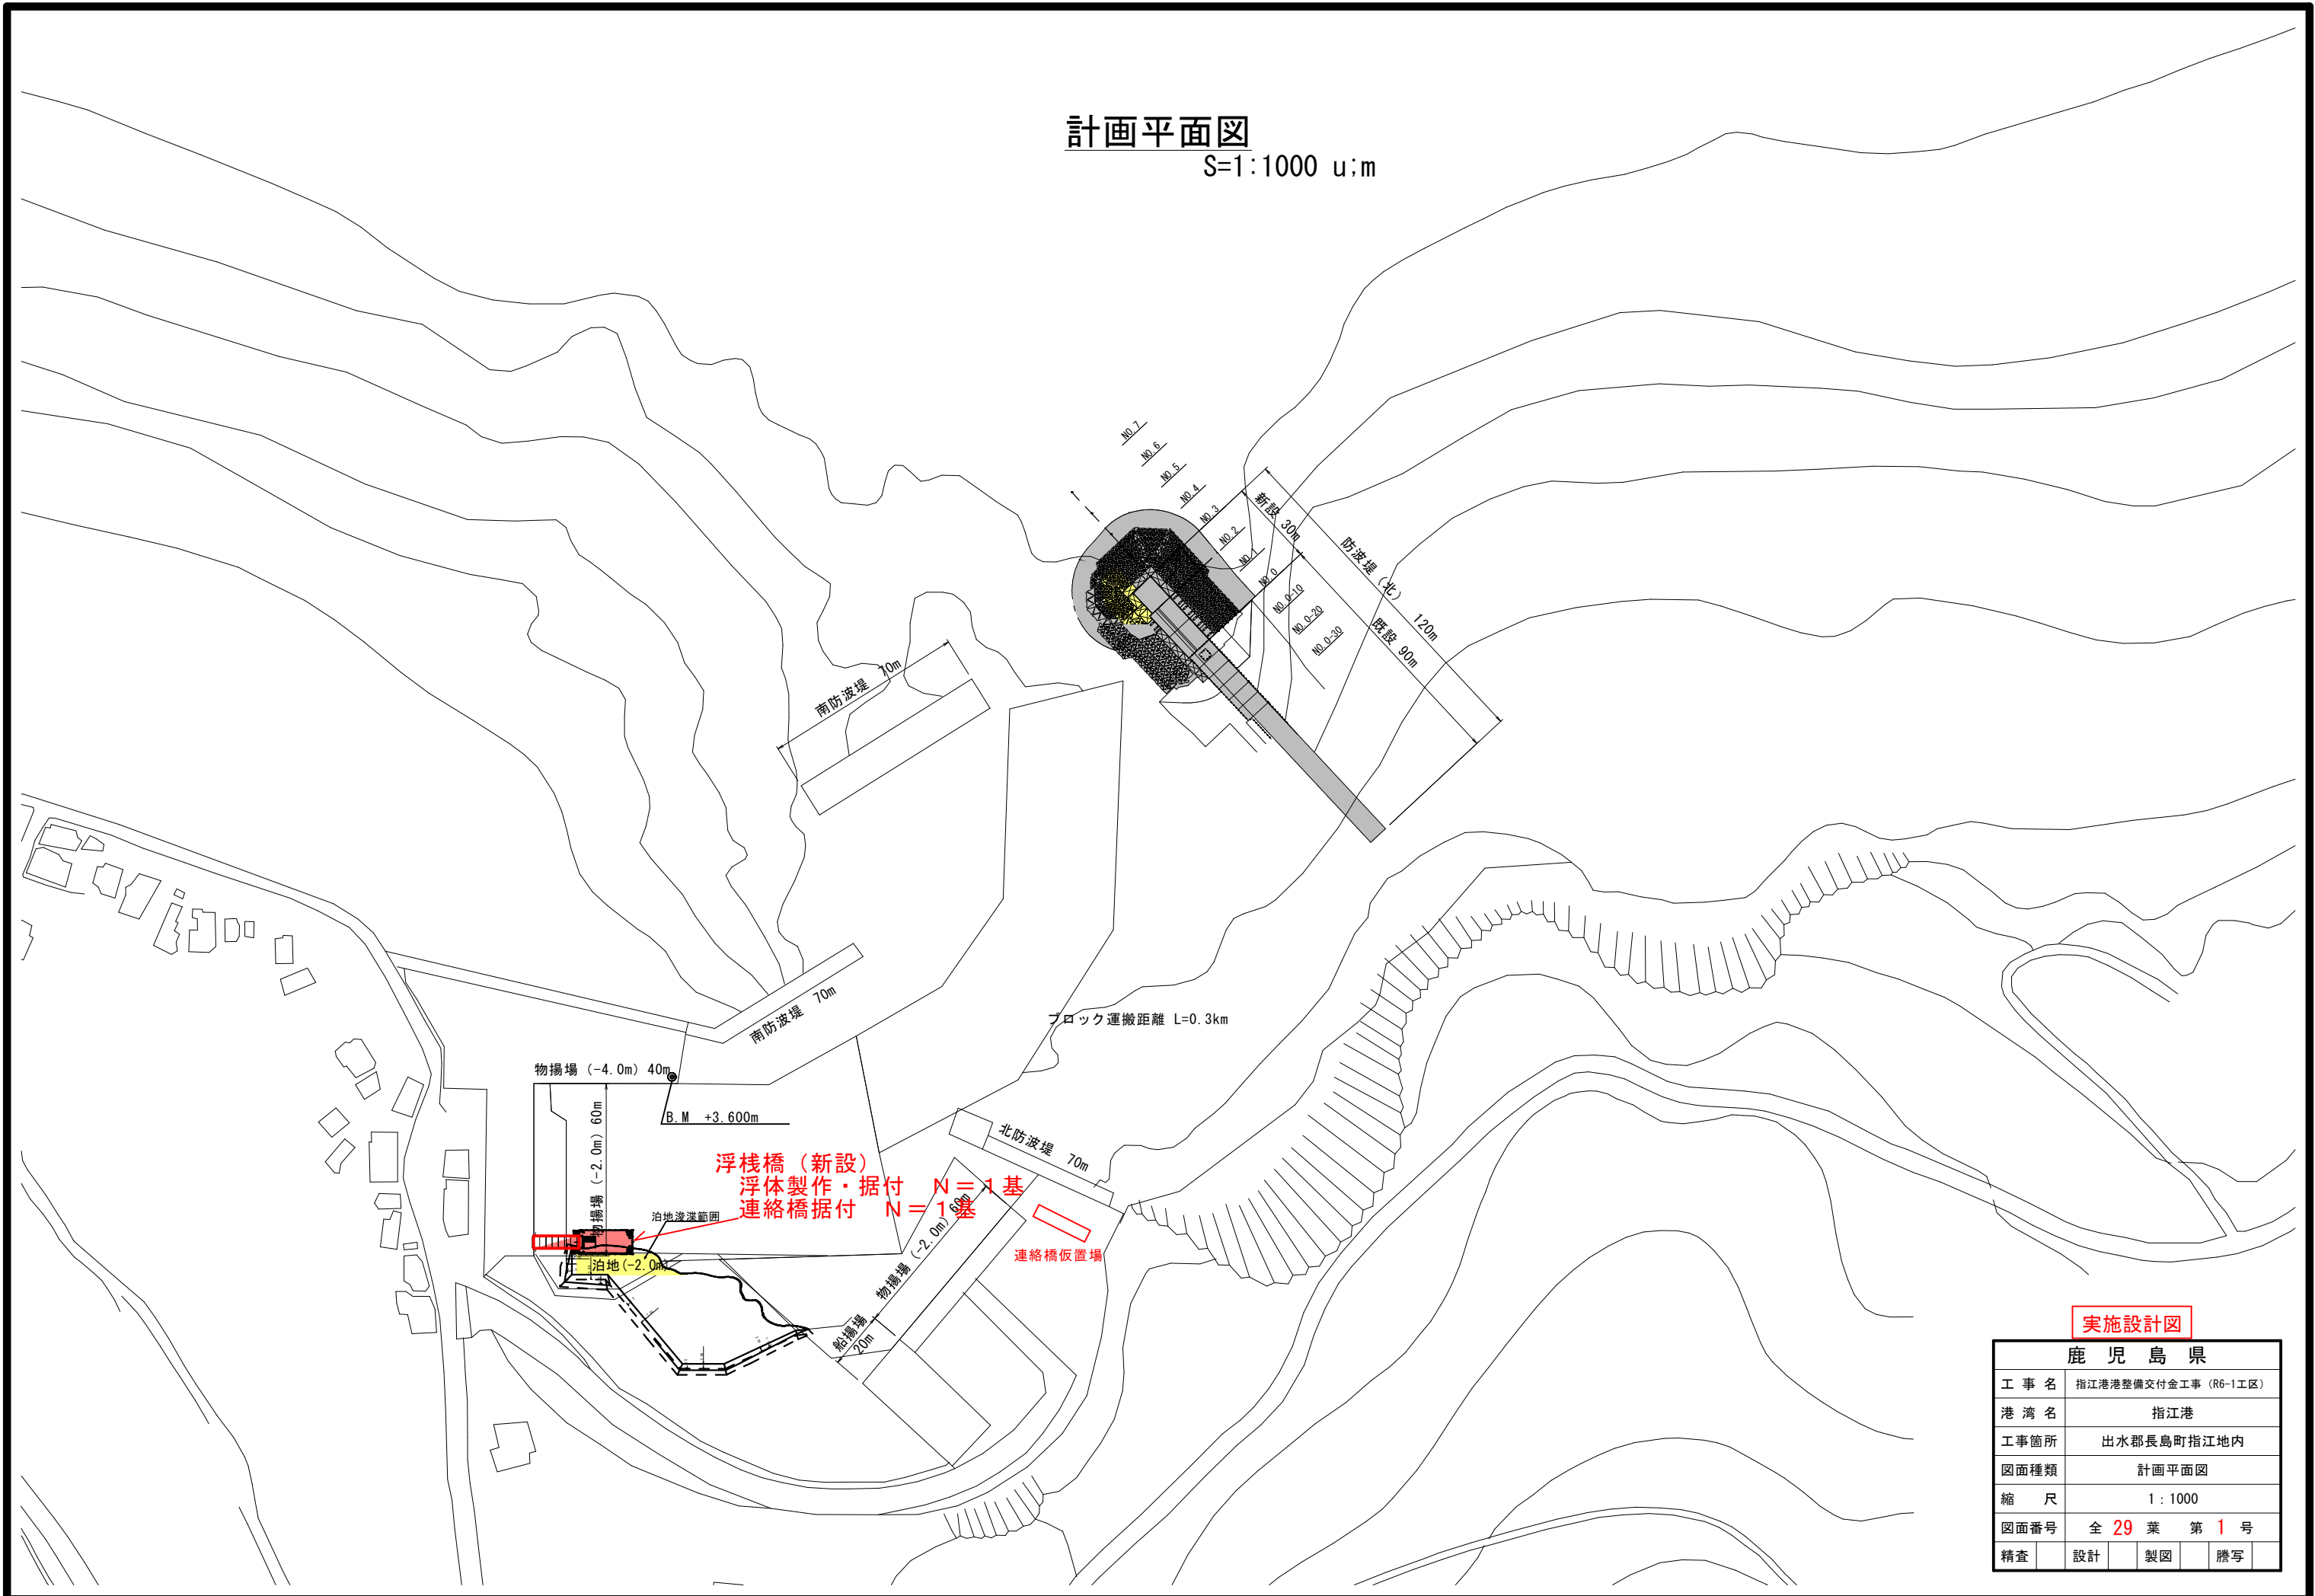 計画平面図
S=1:1000 u;m
NO.7
NO.6
NO.5
NO.4
NO.3
NO.2
NO.1
NO.0
NO.0-10
NO.0-20
NO.0-30
新設 30m
防波堤（北） 120m
既設 90m
南防波堤 70m
南防波堤 70m
ブロック運搬距離 L=0.3km
物揚場（-4.0m）40m
B.M +3.600m
物揚場（-2.0m）60m
北防波堤 70m
浮桟橋（新設）
浮体製作・据付 Ｎ＝１基
連絡橋据付 Ｎ＝１基
泊地浚渫範囲
泊地(-2.0m)
物揚場（-2.0m）60m
船揚場
20m
連絡橋仮置場
実施設計図
鹿児島県
工事名 指江港港整備交付金工事（R6-1工区）
港湾名 指江港
工事箇所 出水郡長島町指江地内
図面種類 計画平面図
縮尺 1：1000
図面番号 全 29 葉 第 1 号
精査 設計 製図 謄写